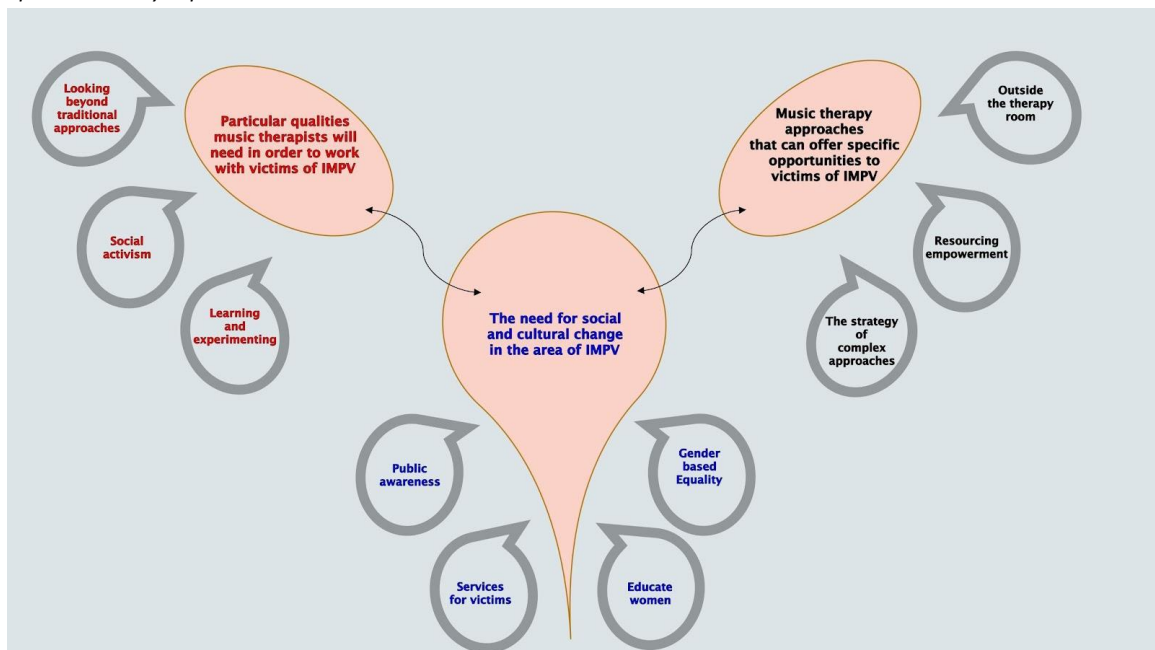 Looking
beyond
traditional
approaches
Particular qualities
music therapists will
need in order to work
with victims of IMPV
Social
activism
Learning
and
experimenting
Music therapy
approaches
that can offer specific
opportunities to
victims of IMPV
Outside
the therapy
room
Resourcing
empowerment
The strategy
of
complex
approaches
The need for social
and cultural change
in the area of IMPV
Public
awareness
Gender
based
Equality
Services
for victims
Educate
women